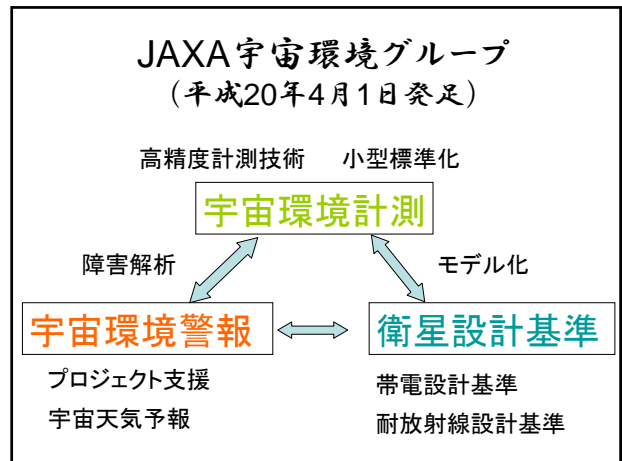 JAXA宇宙環境グループ
(平成20年4月1日発足)
高精度計測技術 小型標準化
宇宙環境計測
障害解析 モデル化
宇宙環境警報 衛星設計基準
プロジェクト支援 帯電設計基準
宇宙天気予報 耐放射線設計基準